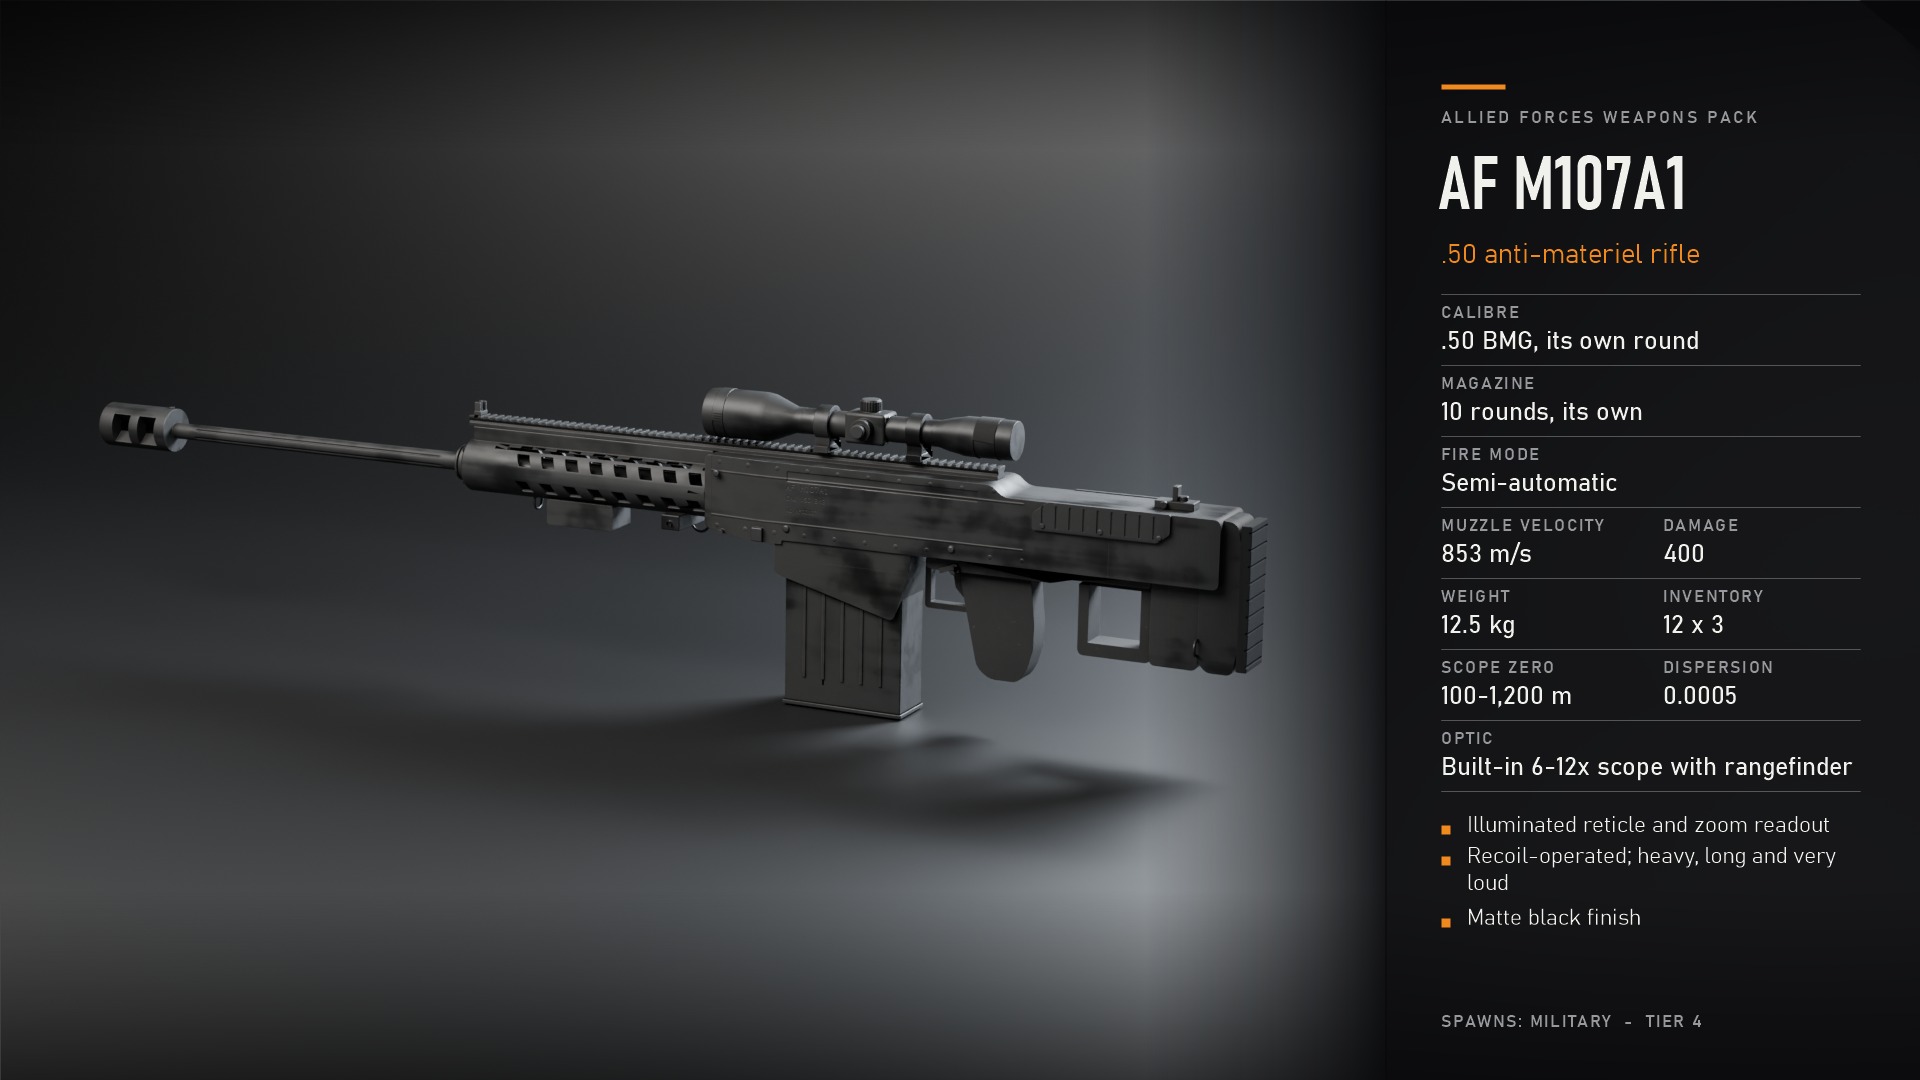 ALLIED FORCES WEAPONS PACK
AF M107A1
.50 anti-materiel rifle
CALIBRE
.50 BMG, its own round
MAGAZINE
10 rounds, its own
FIRE MODE
Semi-automatic
MUZZLE VELOCITY DAMAGE
853 m/s 400
WEIGHT INVENTORY
12.5 kg 12 x 3
SCOPE ZERO DISPERSION
100-1,200 m 0.0005
OPTIC
Built-in 6-12x scope with rangefinder
Illuminated reticle and zoom readout
Recoil-operated; heavy, long and very
loud
Matte black finish
SPAWNS: MILITARY - TIER 4